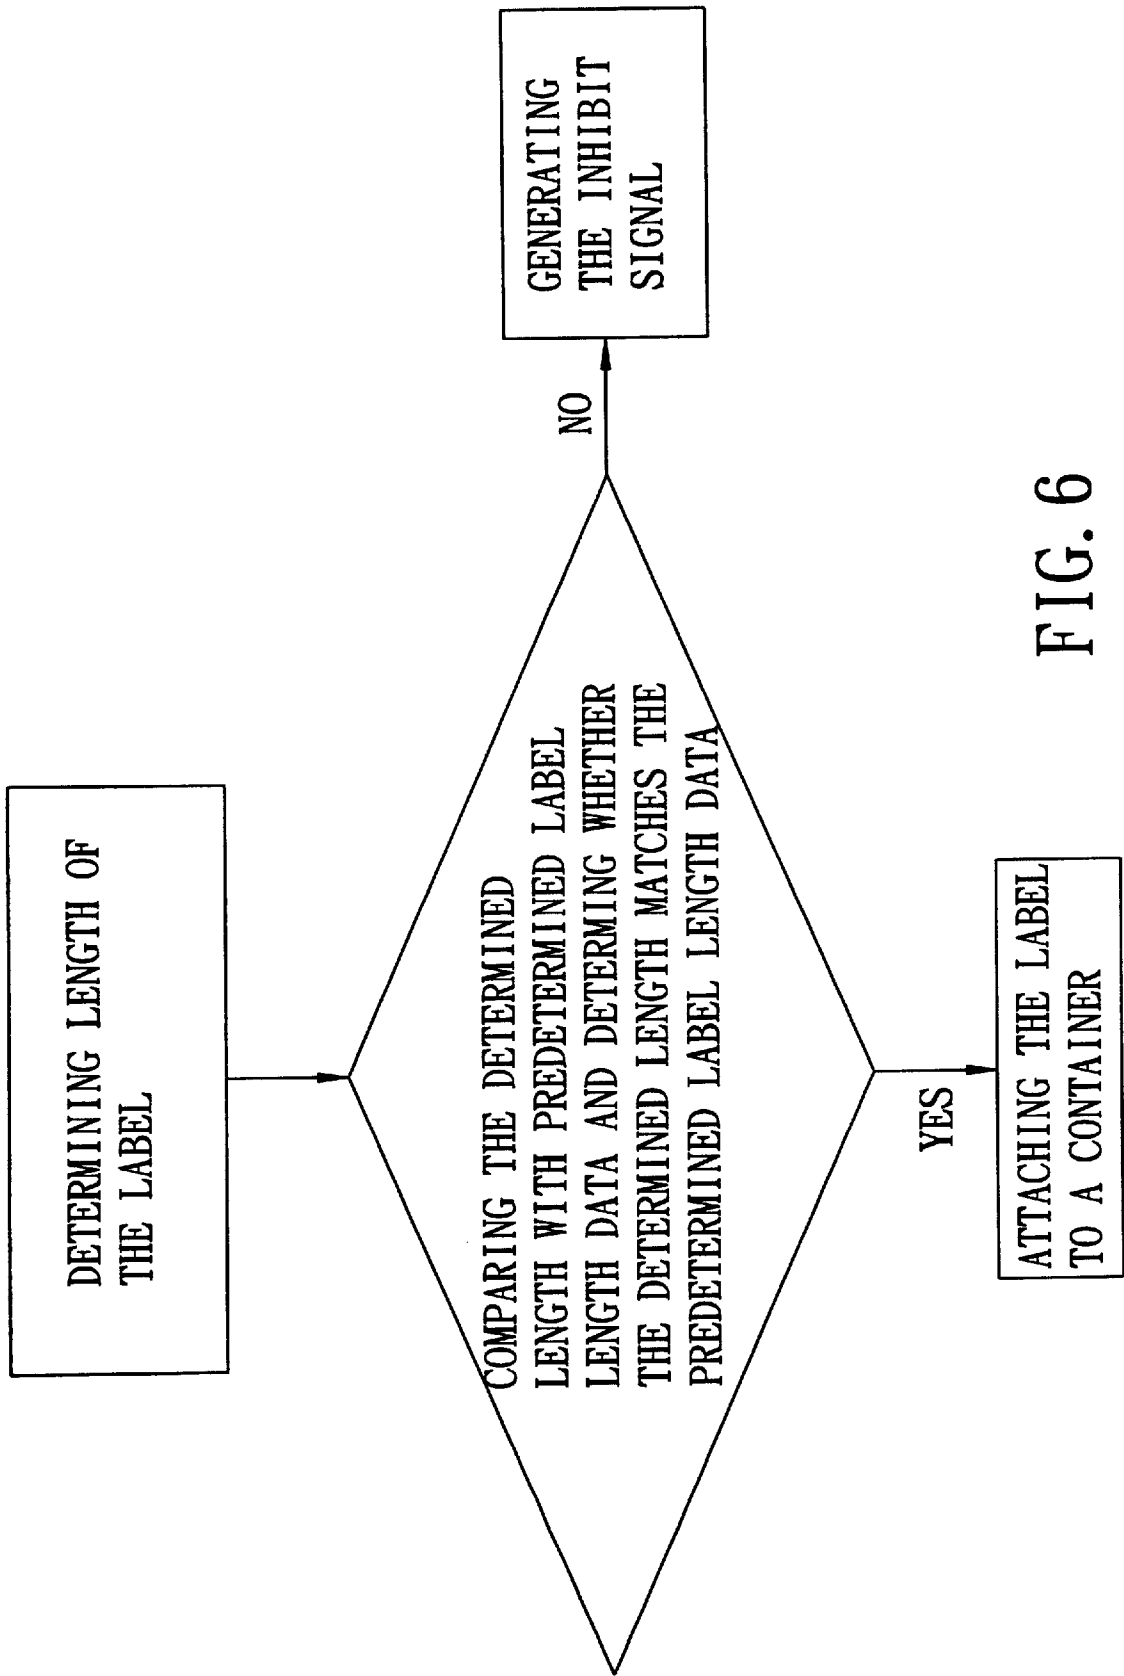 DETERMINING LENGTH OF
THE LABEL
COMPARING THE DETERMINED
LENGTH WITH PREDETERMINED LABEL
LENGTH DATA AND DETERMINING WHETHER
THE DETERMINED LENGTH MATCHES THE
PREDETERMINED LABEL LENGTH DATA
NO
GENERATING
THE INHIBIT
SIGNAL
YES
ATTACHING THE LABEL
TO A CONTAINER
FIG. 6